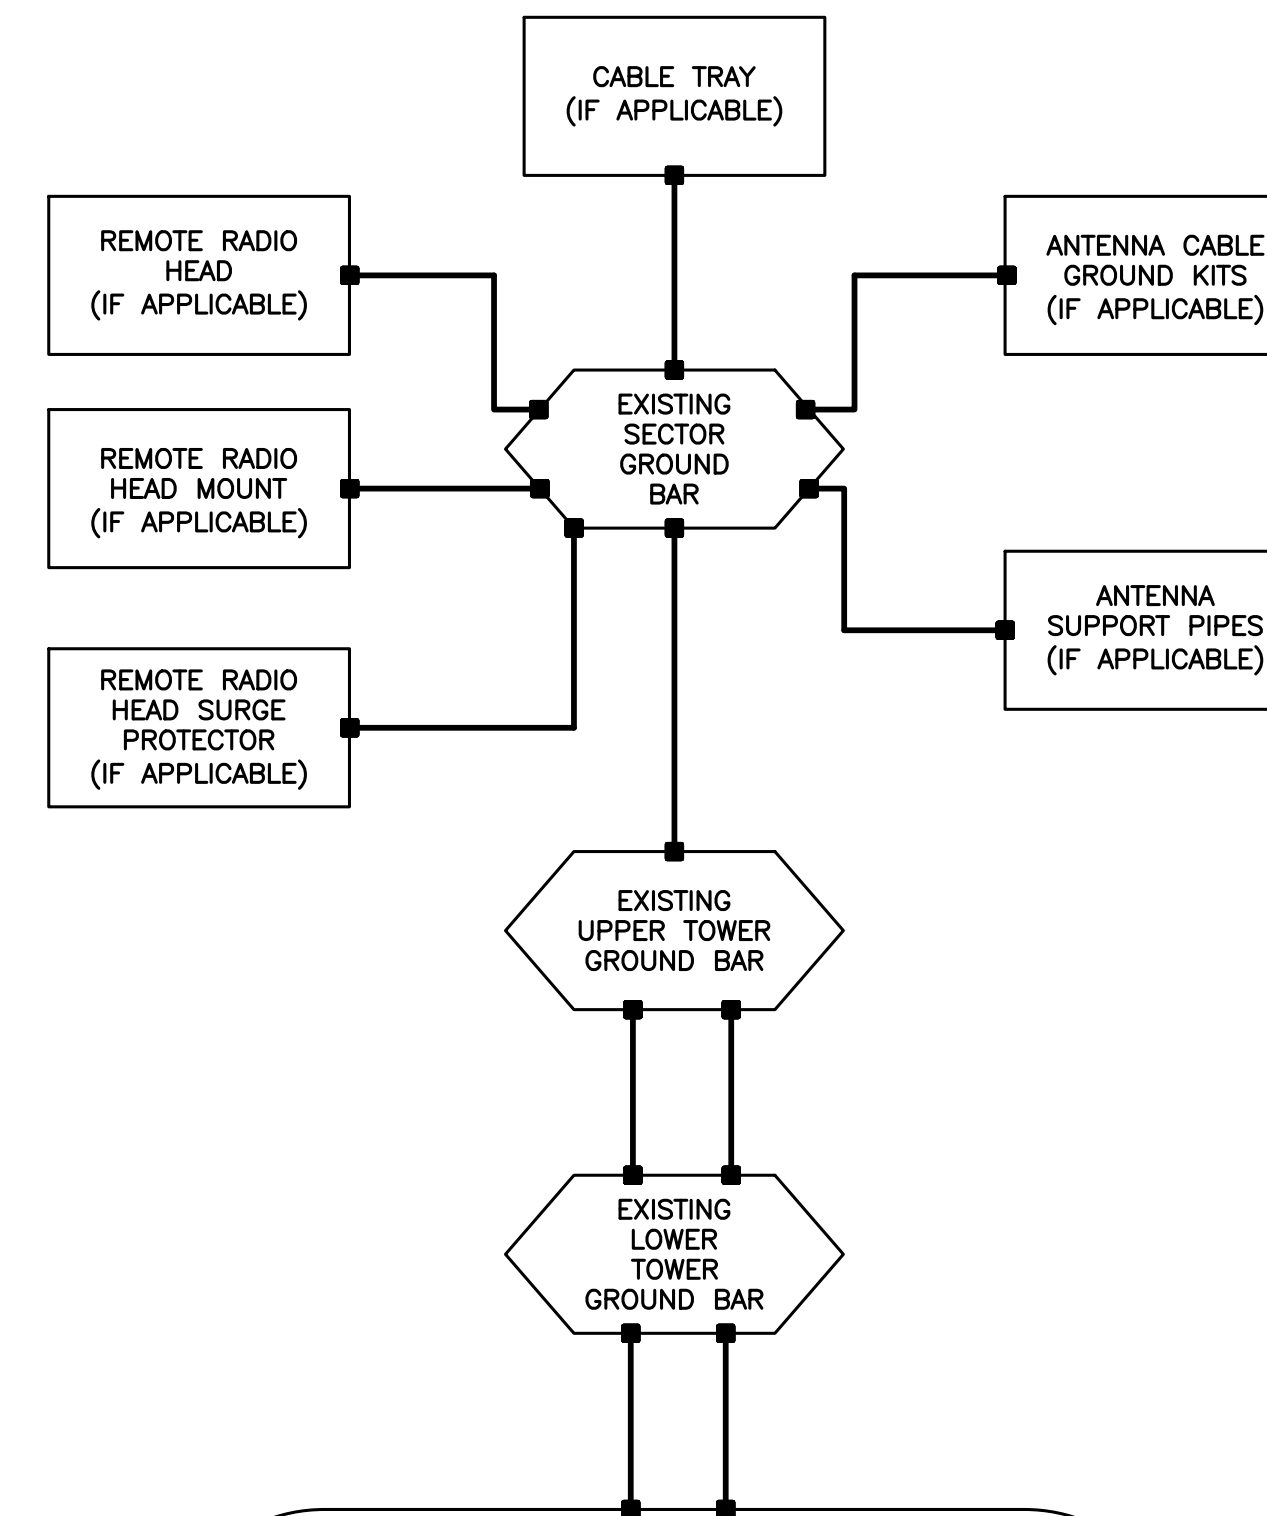 CABLE TRAY
(IF APPLICABLE)
REMOTE RADIO
HEAD
(IF APPLICABLE)
ANTENNA CABLE
GROUND KITS
(IF APPLICABLE)
EXISTING
SECTOR
GROUND
BAR
REMOTE RADIO
HEAD MOUNT
(IF APPLICABLE)
ANTENNA
SUPPORT PIPES
(IF APPLICABLE)
REMOTE RADIO
HEAD SURGE
PROTECTOR
(IF APPLICABLE)
EXISTING
UPPER TOWER
GROUND BAR
EXISTING
LOWER
TOWER
GROUND BAR